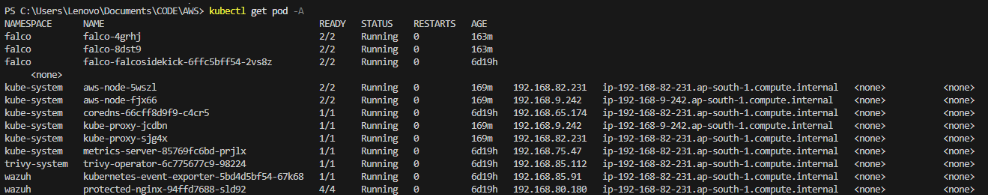 PS C:\Users\Lenovo\Documents\CODE\AWS> kubectl get pod -A
NAMESPACE NAME READY STATUS RESTARTS AGE
falco falco-4grhj 2/2 Running 0 163m
falco falco-8dst9 2/2 Running 0 163m
falco falco-falcosidekick-6ffc5bff54-2vs8z 2/2 Running 0 6d19h
<none>
kube-system aws-node-5wszl 2/2 Running 0 169m 192.168.82.231 ip-192-168-82-231.ap-south-1.compute.internal <none> <none>
kube-system aws-node-fjx66 2/2 Running 0 169m 192.168.9.242 ip-192-168-9-242.ap-south-1.compute.internal <none> <none>
kube-system coredns-66cff8d9f9-c4cr5 1/1 Running 0 6d19h 192.168.65.174 ip-192-168-82-231.ap-south-1.compute.internal <none> <none>
kube-system kube-proxy-jcdbn 1/1 Running 0 169m 192.168.9.242 ip-192-168-9-242.ap-south-1.compute.internal <none> <none>
kube-system kube-proxy-sjg4x 1/1 Running 0 169m 192.168.82.231 ip-192-168-82-231.ap-south-1.compute.internal <none> <none>
kube-system metrics-server-85769fc6bd-prjlx 1/1 Running 0 6d19h 192.168.75.47 ip-192-168-82-231.ap-south-1.compute.internal <none> <none>
trivy-system trivy-operator-6c775677c9-98224 1/1 Running 0 6d19h 192.168.85.112 ip-192-168-82-231.ap-south-1.compute.internal <none> <none>
wazuh kubernetes-event-exporter-5bd4d5bf54-67k68 1/1 Running 0 6d19h 192.168.85.91 ip-192-168-82-231.ap-south-1.compute.internal <none> <none>
wazuh protected-nginx-94ffd7688-sld92 4/4 Running 0 6d19h 192.168.80.180 ip-192-168-82-231.ap-south-1.compute.internal <none> <none>